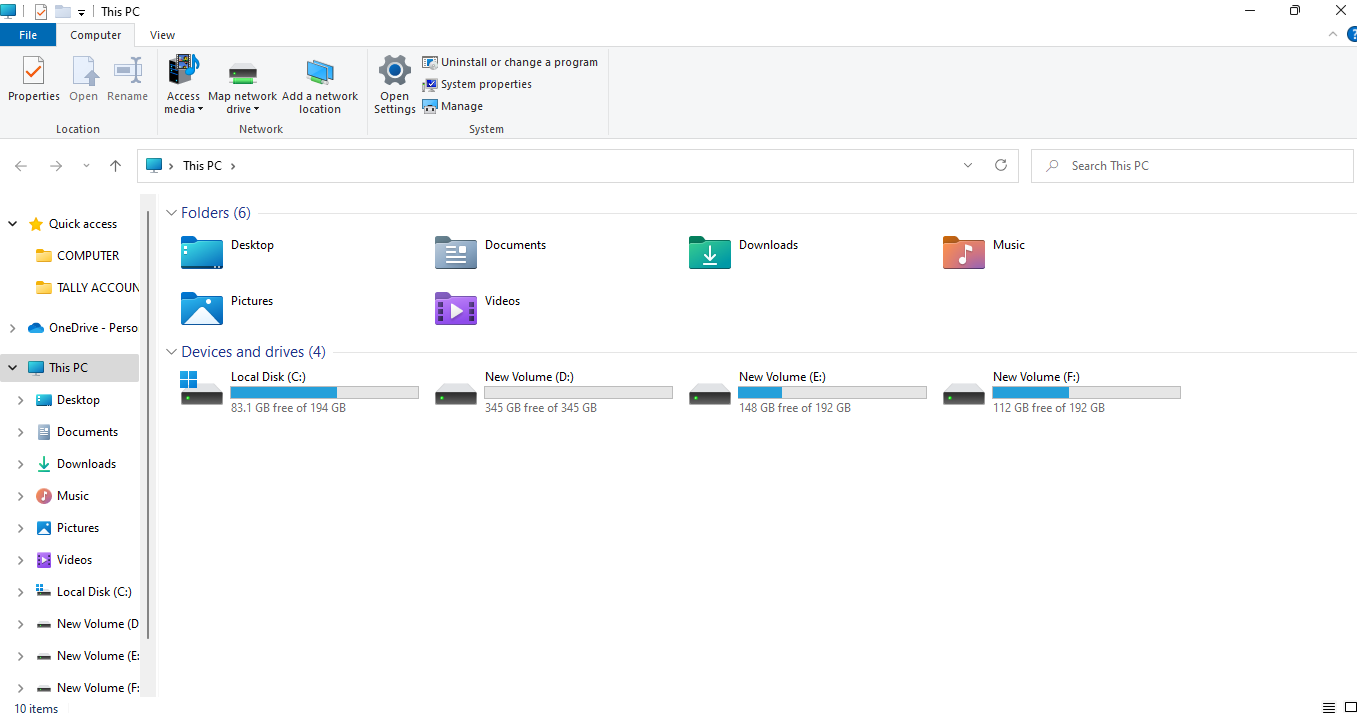 This PC
File Computer View
Uninstall or change a program
System properties
Manage
Properties Open Rename Access media Map network drive Add a network location Open Settings
Location Network System
This PC
Search This PC
Quick access
COMPUTER
TALLY ACCOUN
OneDrive - Perso
This PC
Desktop
Documents
Downloads
Music
Pictures
Videos
Local Disk (C:)
New Volume (D
New Volume (E:
New Volume (F:
Folders (6)
Desktop Documents Downloads Music
Pictures Videos
Devices and drives (4)
Local Disk (C:) New Volume (D:) New Volume (E:) New Volume (F:)
83.1 GB free of 194 GB 345 GB free of 345 GB 148 GB free of 192 GB 112 GB free of 192 GB
10 items